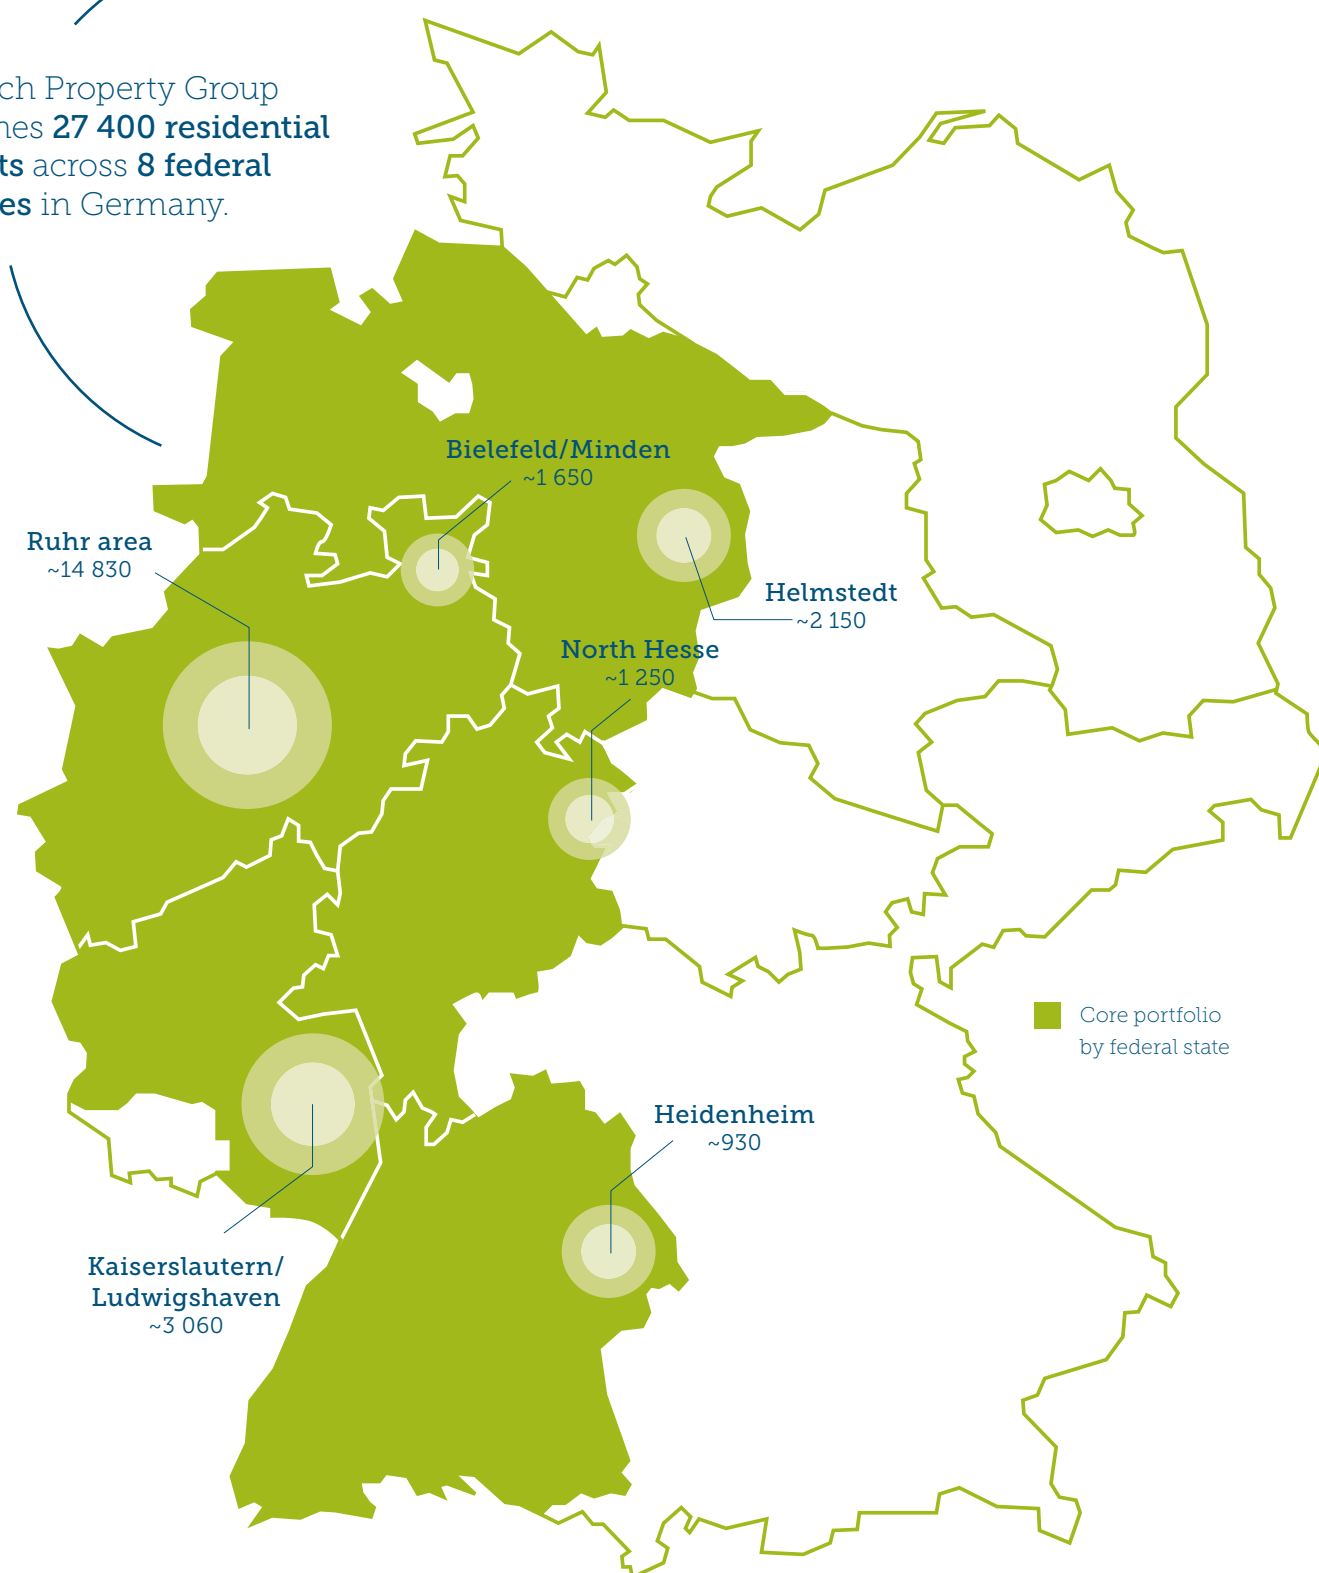 ch Property Group
nes 27 400 residential
ts across 8 federal
es in Germany.
Bielefeld/Minden
~1 650
Ruhr area
~14 830
Helmstedt
~2 150
North Hesse
~1 250
Core portfolio
by federal state
Heidenheim
~930
Kaiserslautern/
Ludwigshaven
~3 060